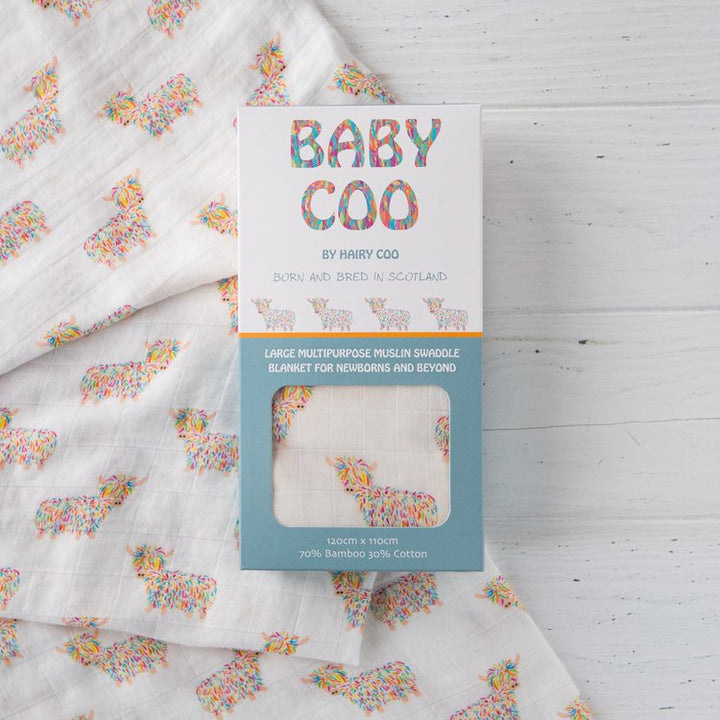 BABY
COO
BY HAIRY COO
BORN AND BRED IN SCOTLAND
LARGE MULTIPURPOSE MUSLIN SWADDLE
BLANKET FOR NEWBORNS AND BEYOND
120cm x 110cm
70% Bamboo 30% Cotton